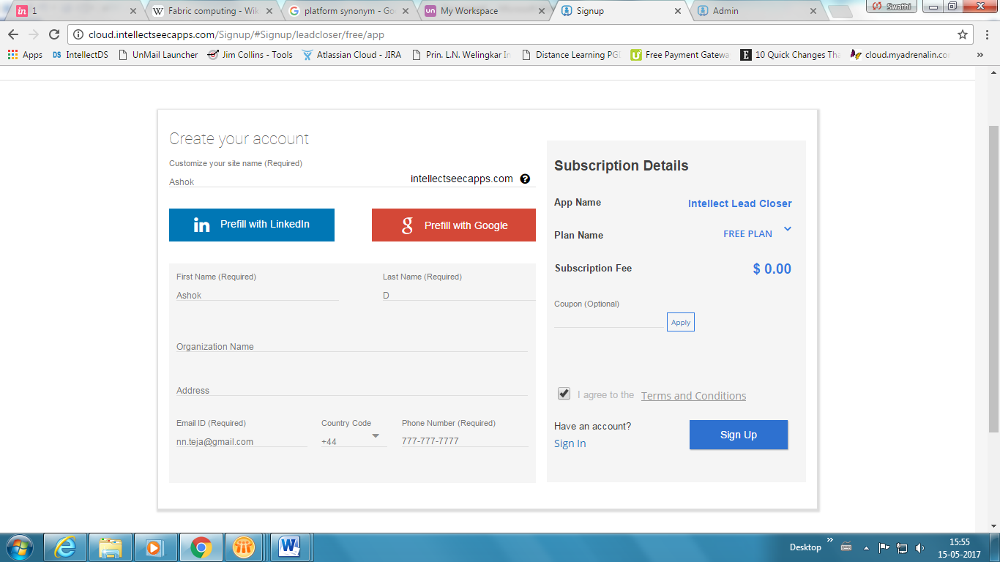 1
Fabric computing - Wik
platform synonym - Go
un My Workspace
Signup
Admin
Swathi
cloud.intellectseecapps.com/Signup/#Signup/leadcloser/free/app
Apps
DS IntellectDS
UnMail Launcher
Jim Collins - Tools
Atlassian Cloud - JIRA
Prin. L.N. Welingkar In
Distance Learning PGD
Free Payment Gatewa
10 Quick Changes Tha
cloud.myadrenalin.co
»
Create your account
Customize your site name (Required)
Ashok intellectseecapps.com
in Prefill with LinkedIn
g Prefill with Google
First Name (Required) Last Name (Required)
Ashok D
Organization Name
Address
Email ID (Required) Country Code Phone Number (Required)
nn.teja@gmail.com +44 777-777-7777
Subscription Details
App Name Intellect Lead Closer
Plan Name FREE PLAN
Subscription Fee $ 0.00
Coupon (Optional)
Apply
I agree to the Terms and Conditions
Have an account?
Sign In
Sign Up
Desktop »
15:55
15-05-2017